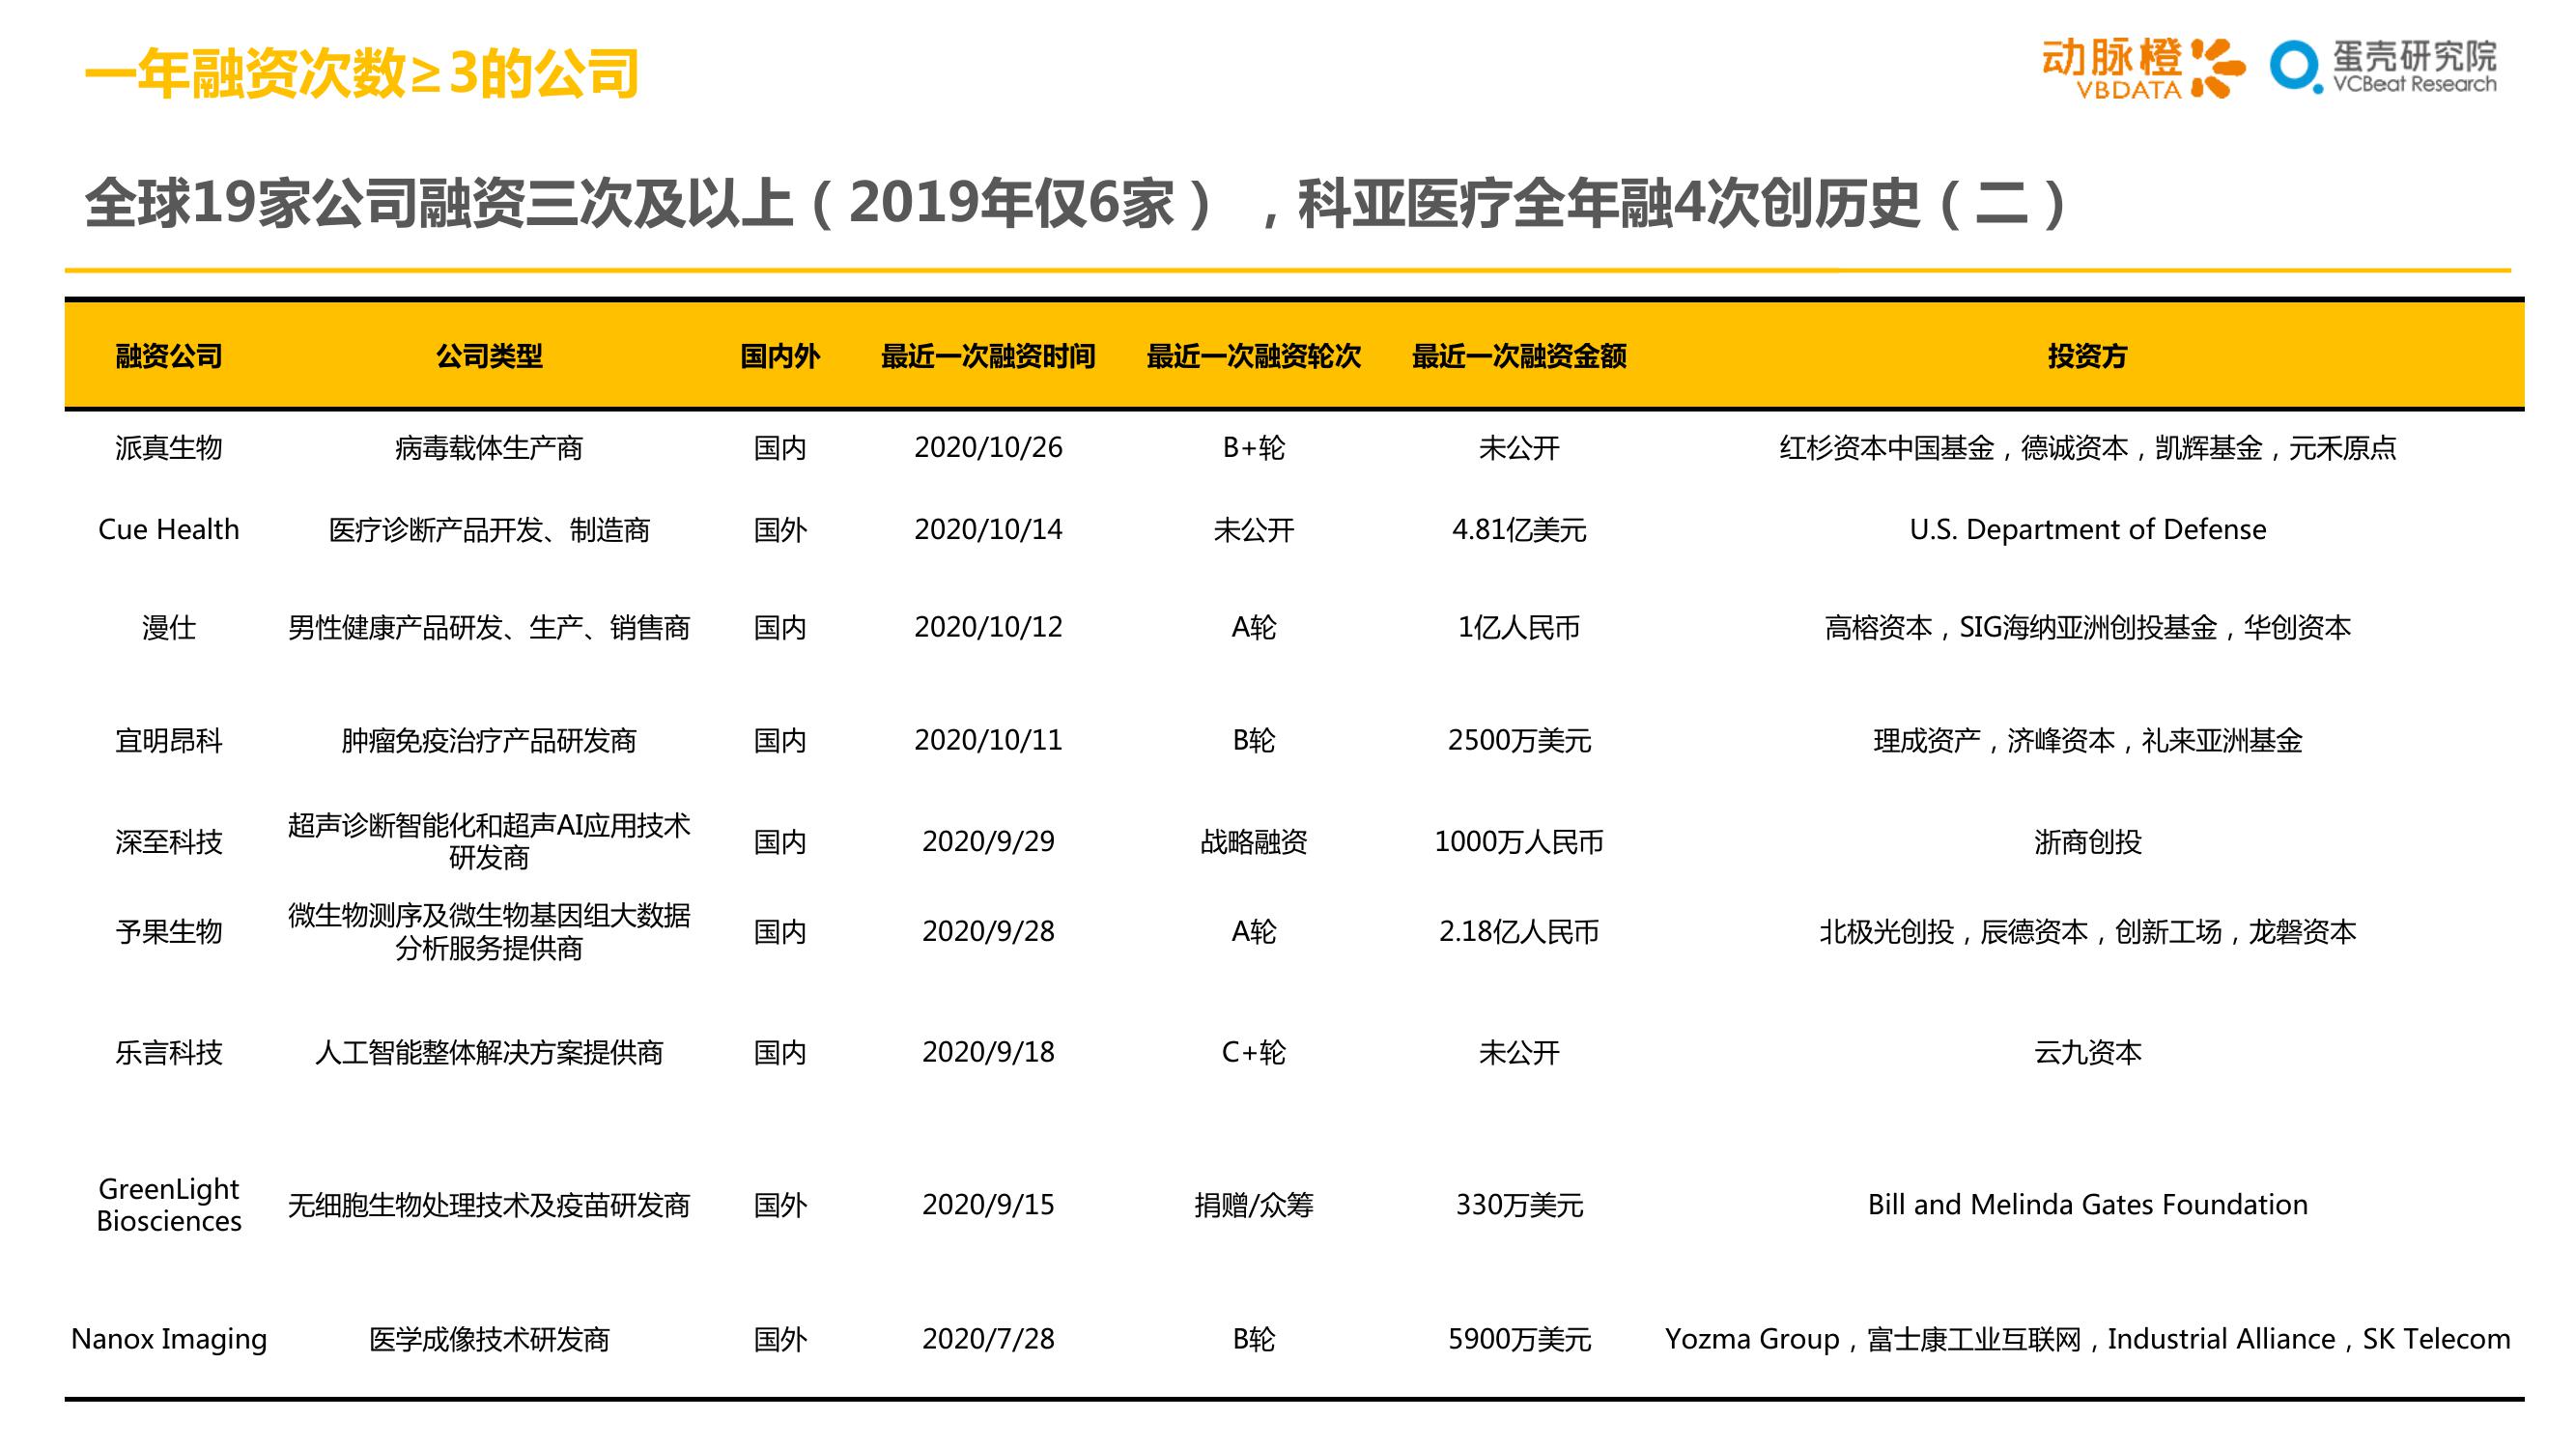 一年融资次数≥3的公司
动脉橙
VBDATA
蛋壳研究院
VCBeat Research
全球19家公司融资三次及以上（2019年仅6家），科亚医疗全年融4次创历史（二）
融资公司 公司类型 国内外 最近一次融资时间 最近一次融资轮次 最近一次融资金额 投资方
派真生物 病毒载体生产商 国内 2020/10/26 B+轮 未公开 红杉资本中国基金，德诚资本，凯辉基金，元禾原点
Cue Health 医疗诊断产品开发、制造商 国外 2020/10/14 未公开 4.81亿美元 U.S. Department of Defense
漫仕 男性健康产品研发、生产、销售商 国内 2020/10/12 A轮 1亿人民币 高榕资本，SIG海纳亚洲创投基金，华创资本
宜明昂科 肿瘤免疫治疗产品研发商 国内 2020/10/11 B轮 2500万美元 理成资产，济峰资本，礼来亚洲基金
深至科技 超声诊断智能化和超声AI应用技术
研发商 国内 2020/9/29 战略融资 1000万人民币 浙商创投
予果生物 微生物测序及微生物基因组大数据
分析服务提供商 国内 2020/9/28 A轮 2.18亿人民币 北极光创投，辰德资本，创新工场，龙磐资本
乐言科技 人工智能整体解决方案提供商 国内 2020/9/18 C+轮 未公开 云九资本
GreenLight
Biosciences 无细胞生物处理技术及疫苗研发商 国外 2020/9/15 捐赠/众筹 330万美元 Bill and Melinda Gates Foundation
Nanox Imaging 医学成像技术研发商 国外 2020/7/28 B轮 5900万美元 Yozma Group，富士康工业互联网，Industrial Alliance，SK Telecom